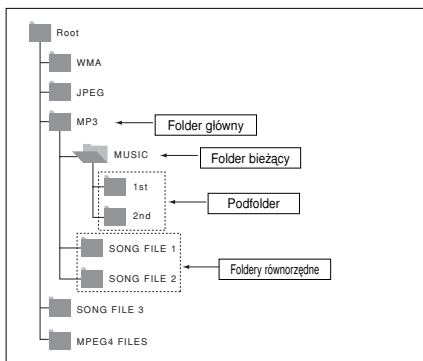 Root
WMA
JPEG
MP3
Folder główny
MUSIC
Folder bieżący
1st
2nd
Podfolder
SONG FILE 1
SONG FILE 2
Foldery równorzędne
SONG FILE 3
MPEG4 FILES